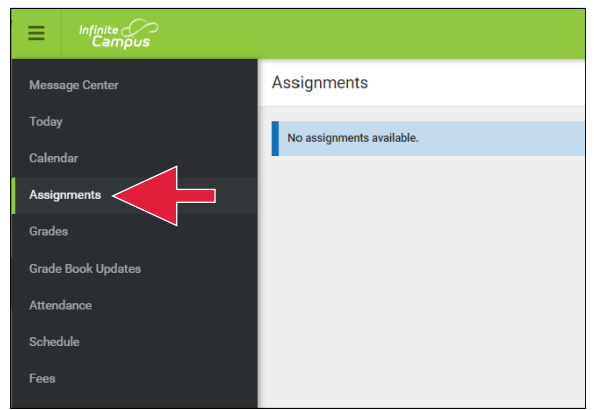 Infinite
Campus
Message Center
Today
Calendar
Assignments
Grades
Grade Book Updates
Attendance
Schedule
Fees
Assignments
No assignments available.